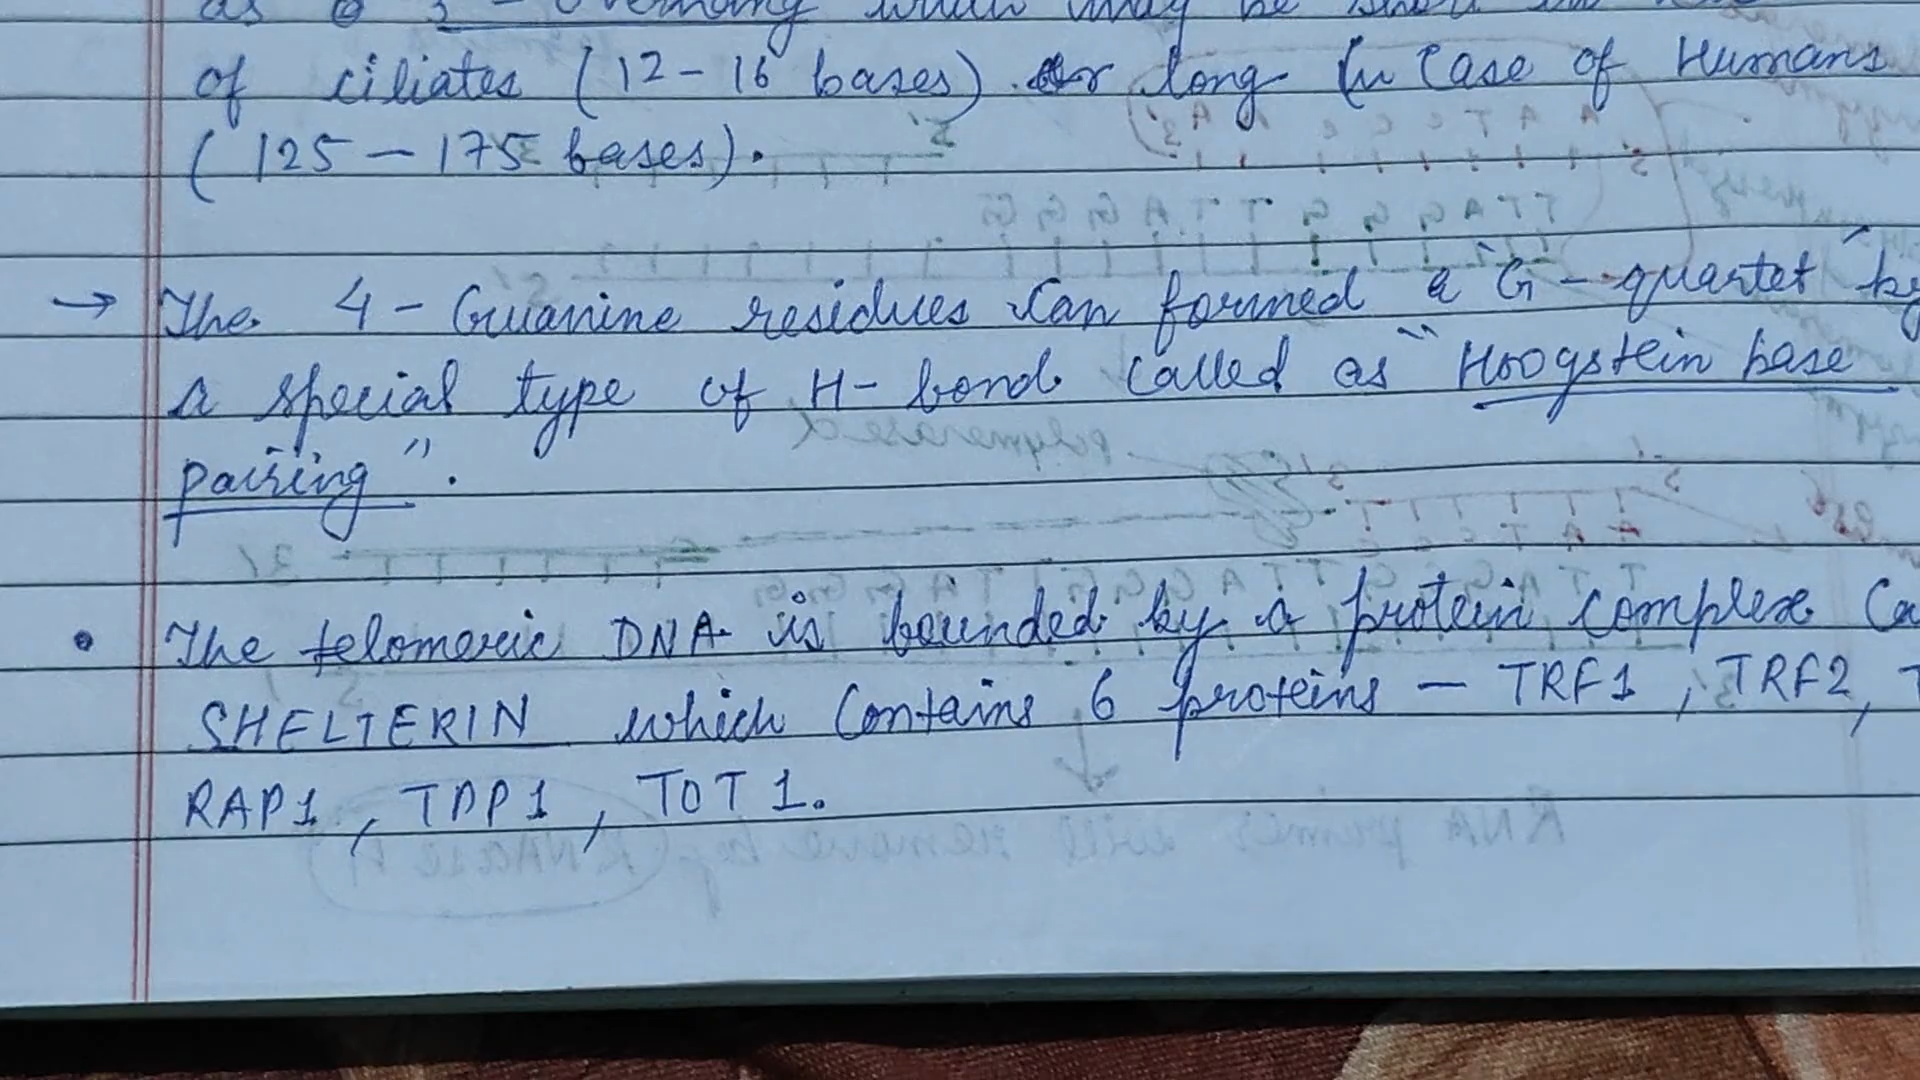 of ciliates (12-16 bases) or long In Case of Humans
(125-175 bases).
→ The 4-Guanine residues can formed a "G-quartet" by
a special type of H-bond called as "Hoogstein base
pairing".
• The telomeric DNA is bounded by a protein complex Ca
SHELTERIN which contains 6 proteins - TRF1, TRF2, T
RAP1, TPP1, TOT1.